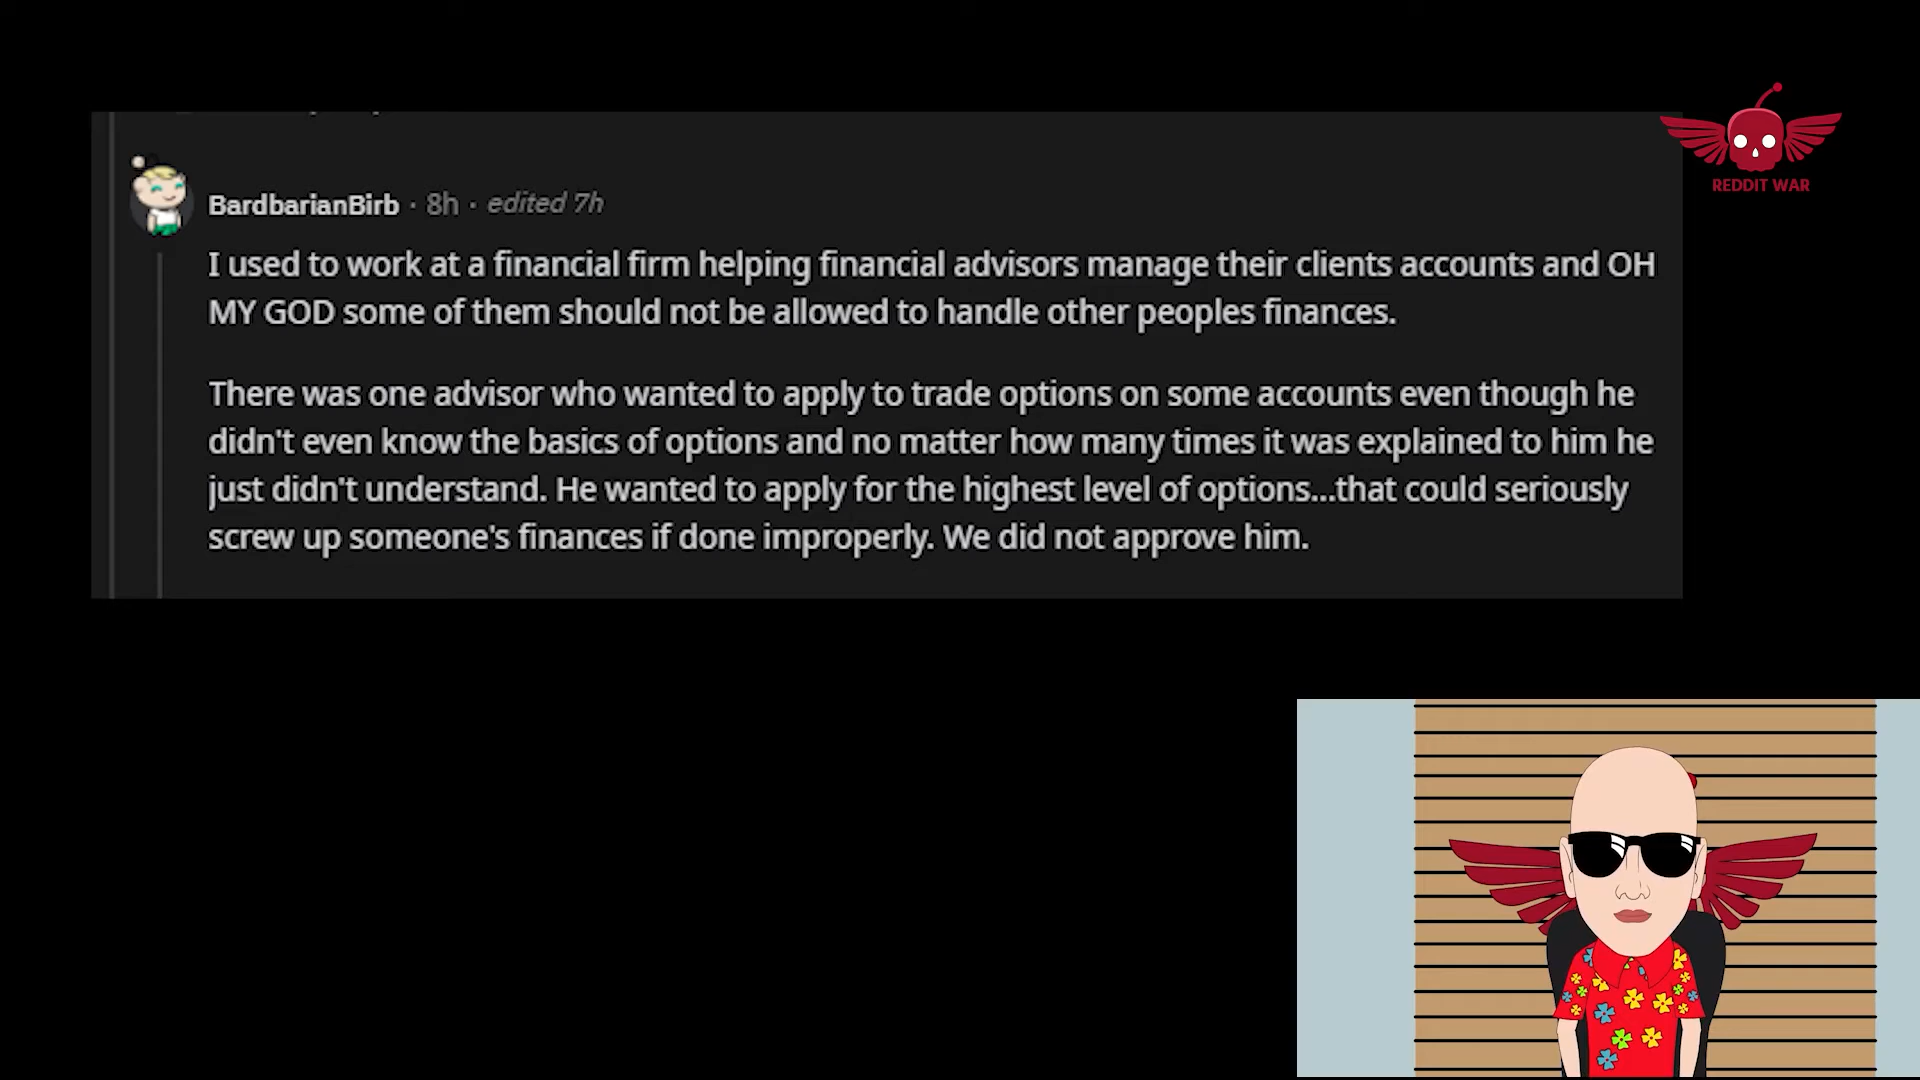 REDDIT WAR
BardbarianBirb · 8h · edited 7h
I used to work at a financial firm helping financial advisors manage their clients accounts and OH
MY GOD some of them should not be allowed to handle other peoples finances.
There was one advisor who wanted to apply to trade options on some accounts even though he
didn't even know the basics of options and no matter how many times it was explained to him he
just didn't understand. He wanted to apply for the highest level of options...that could seriously
screw up someone's finances if done improperly. We did not approve him.